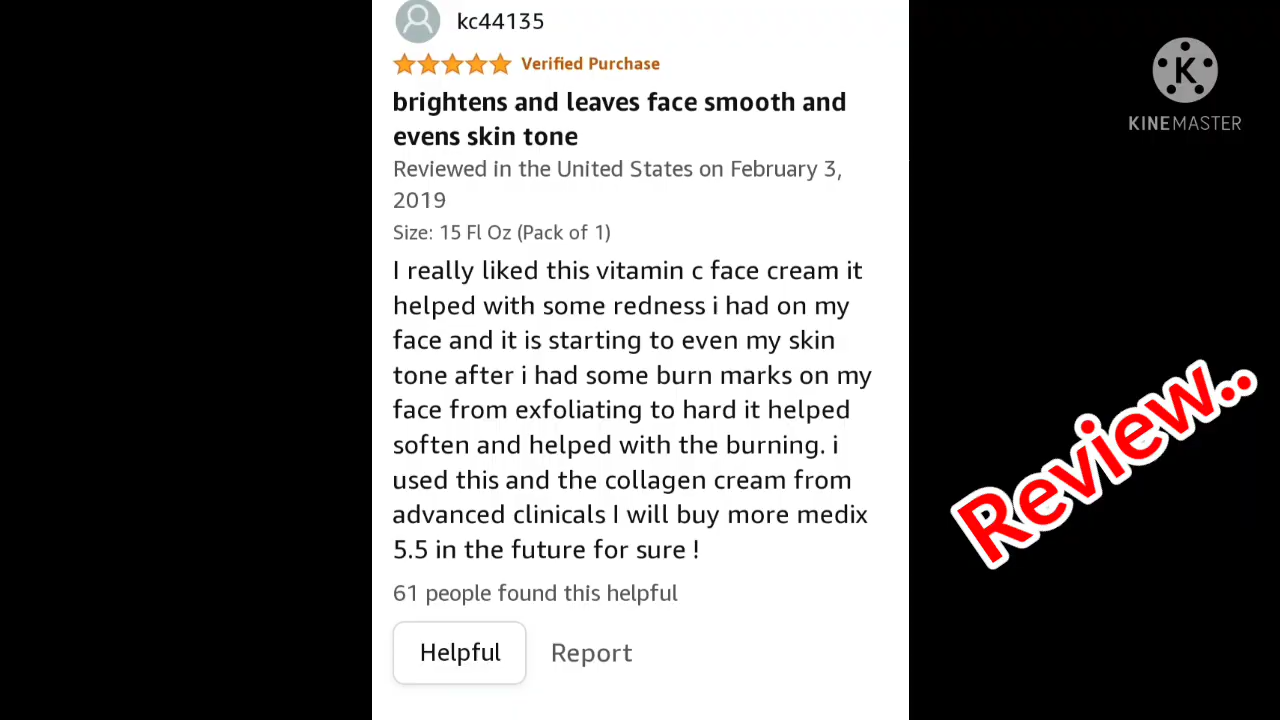 kc44135
Verified Purchase
brightens and leaves face smooth and
evens skin tone
Reviewed in the United States on February 3,
2019
Size: 15 Fl Oz (Pack of 1)
I really liked this vitamin c face cream it
helped with some redness i had on my
face and it is starting to even my skin
tone after i had some burn marks on my
face from exfoliating to hard it helped
soften and helped with the burning. i
used this and the collagen cream from
advanced clinicals I will buy more medix
5.5 in the future for sure !
61 people found this helpful
Helpful
Report
K
KINEMASTER
Review..